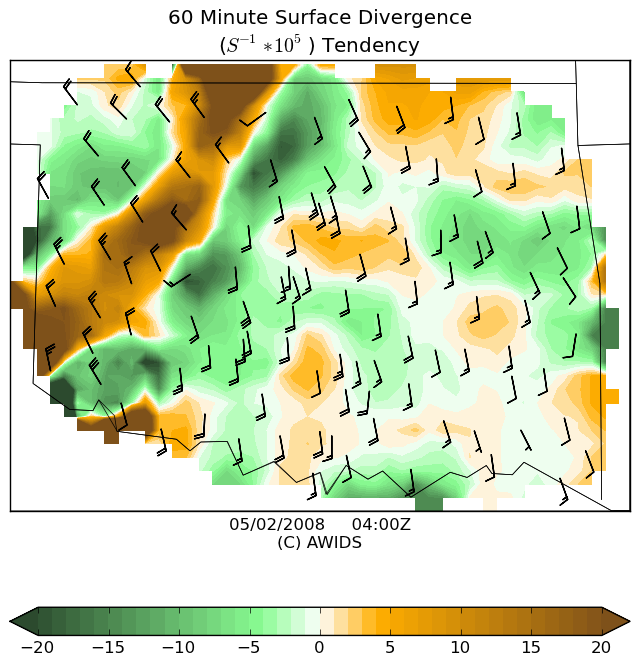 60 Minute Surface Divergence
(S⁻¹ * 10⁵ ) Tendency
05/02/2008 04:00Z
(C) AWIDS
−20 −15 −10 −5 0 5 10 15 20